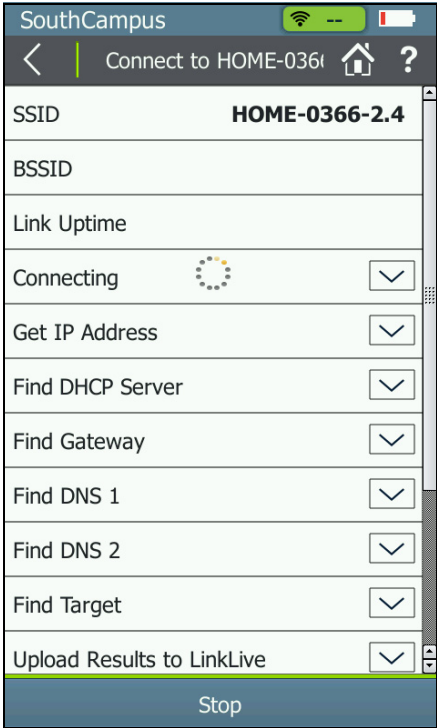 SouthCampus --
Connect to HOME-036
?
SSID HOME-0366-2.4
BSSID
Link Uptime
Connecting
Get IP Address
Find DHCP Server
Find Gateway
Find DNS 1
Find DNS 2
Find Target
Upload Results to LinkLive
Stop